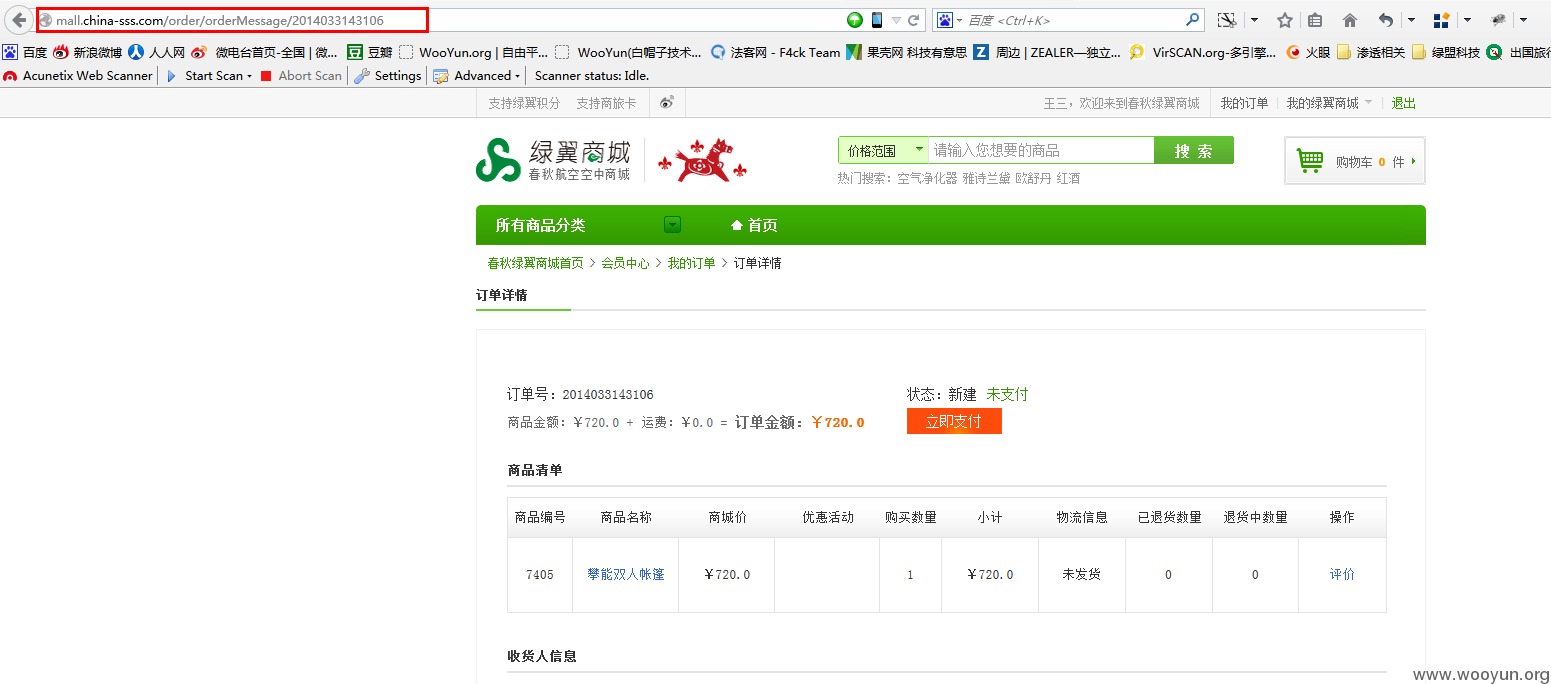 mall.china-sss.com/order/orderMessage/2014033143106
百度 <Ctrl+K>
百度 新浪微博 人人网 微电台首页-全国 | 微... 豆瓣 WooYun.org | 自由平... WooYun(白帽子技术... 法客网 - F4ck Team 果壳网 科技有意思 周边 | ZEALER—独立... VirSCAN.org-多引擎... 火眼 渗透相关 绿盟科技 出国旅行
Acunetix Web Scanner Start Scan Abort Scan Settings Advanced Scanner status: Idle.
支持绿翼积分 支持商旅卡 王三，欢迎来到春秋绿翼商城 我的订单 我的绿翼商城 退出
绿翼商城
春秋航空空中商城
价格范围 请输入您想要的商品 搜 索
购物车 0 件
热门搜索: 空气净化器 雅诗兰黛 欧舒丹 红酒
所有商品分类 首页
春秋绿翼商城首页 > 会员中心 > 我的订单 > 订单详情
订单详情
订单号：2014033143106 状态：新建 未支付
商品金额：￥720.0 + 运费：￥0.0 = 订单金额：￥720.0 立即支付
商品清单
商品编号 商品名称 商城价 优惠活动 购买数量 小计 物流信息 已退货数量 退货中数量 操作
7405 攀能双人帐篷 ￥720.0 1 ￥720.0 未发货 0 0 评价
收货人信息
www.wooyun.org